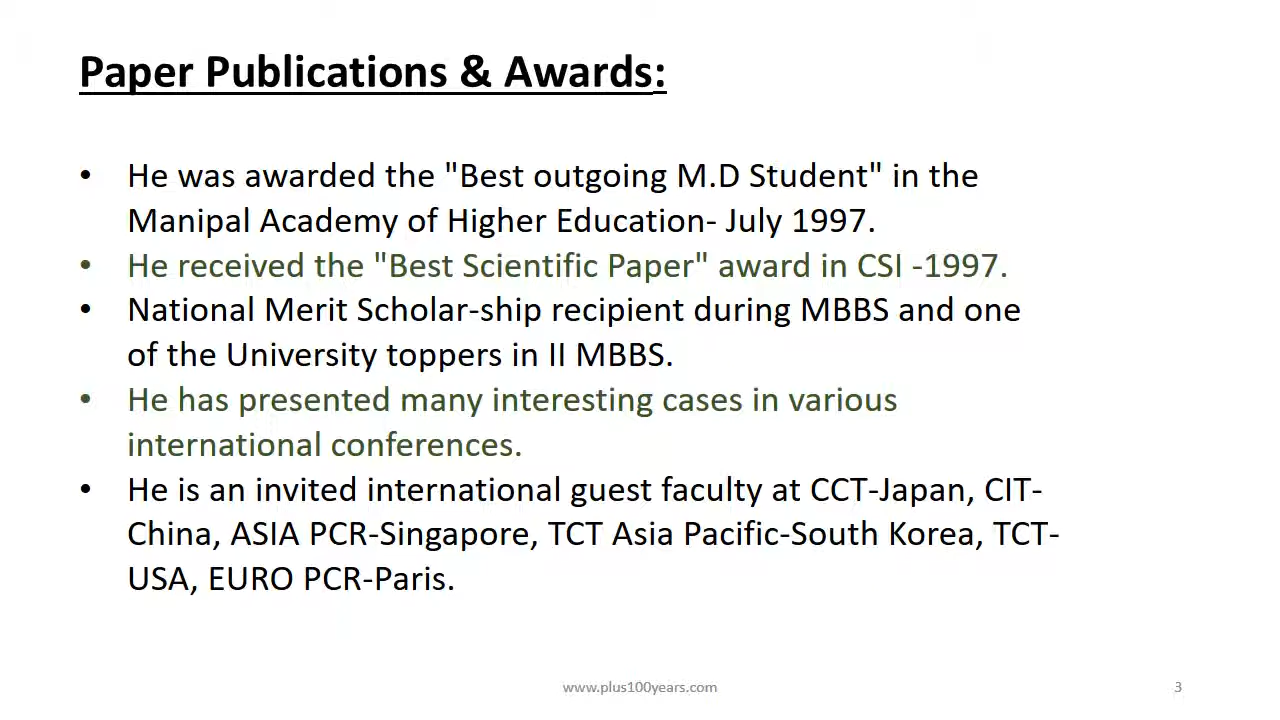 Paper Publications & Awards:
• He was awarded the "Best outgoing M.D Student" in the
Manipal Academy of Higher Education- July 1997.
• He received the "Best Scientific Paper" award in CSI -1997.
• National Merit Scholar-ship recipient during MBBS and one
of the University toppers in II MBBS.
• He has presented many interesting cases in various
international conferences.
• He is an invited international guest faculty at CCT-Japan, CIT-
China, ASIA PCR-Singapore, TCT Asia Pacific-South Korea, TCT-
USA, EURO PCR-Paris.
www.plus100years.com
3